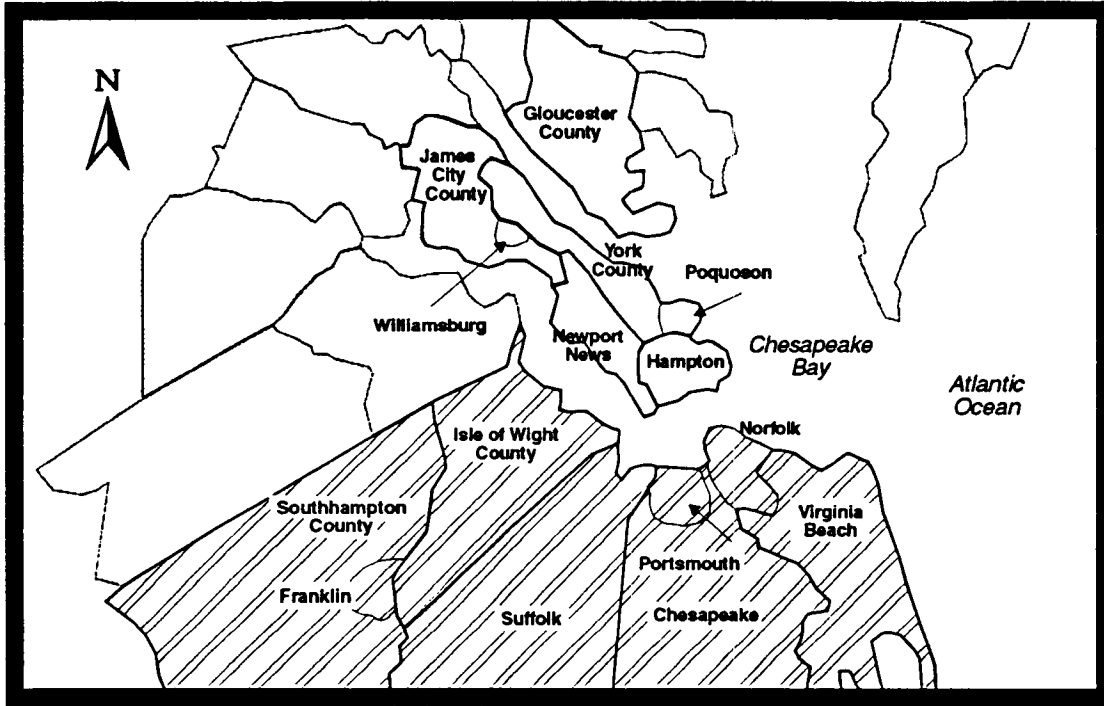 N
Gloucester
County
James
City
County
York
County
Poquoson
Williamsburg
Newport
News
Hampton
Chesapeake
Bay
Atlantic
Ocean
Norfolk
Isle of Wight
County
Southhampton
County
Virginia
Beach
Portsmouth
Franklin
Suffolk
Chesapeake